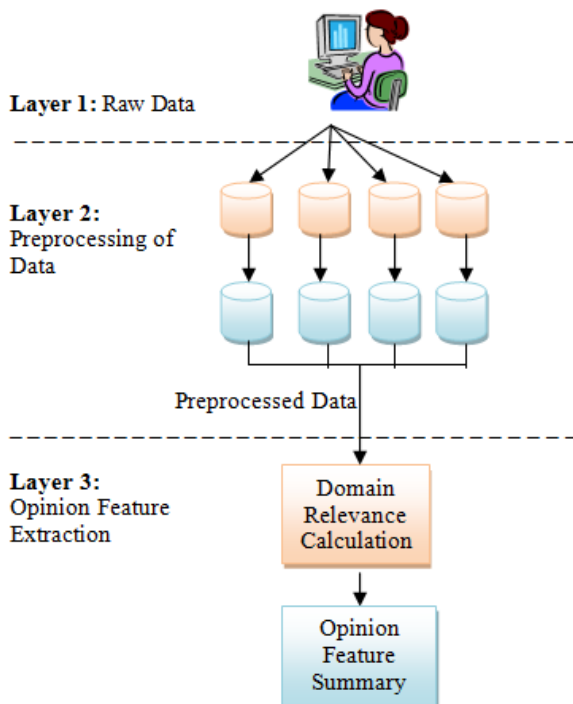 Layer 1: Raw Data
Layer 2:
Preprocessing of
Data
Preprocessed Data
Layer 3:
Opinion Feature
Extraction
Domain
Relevance
Calculation
Opinion
Feature
Summary